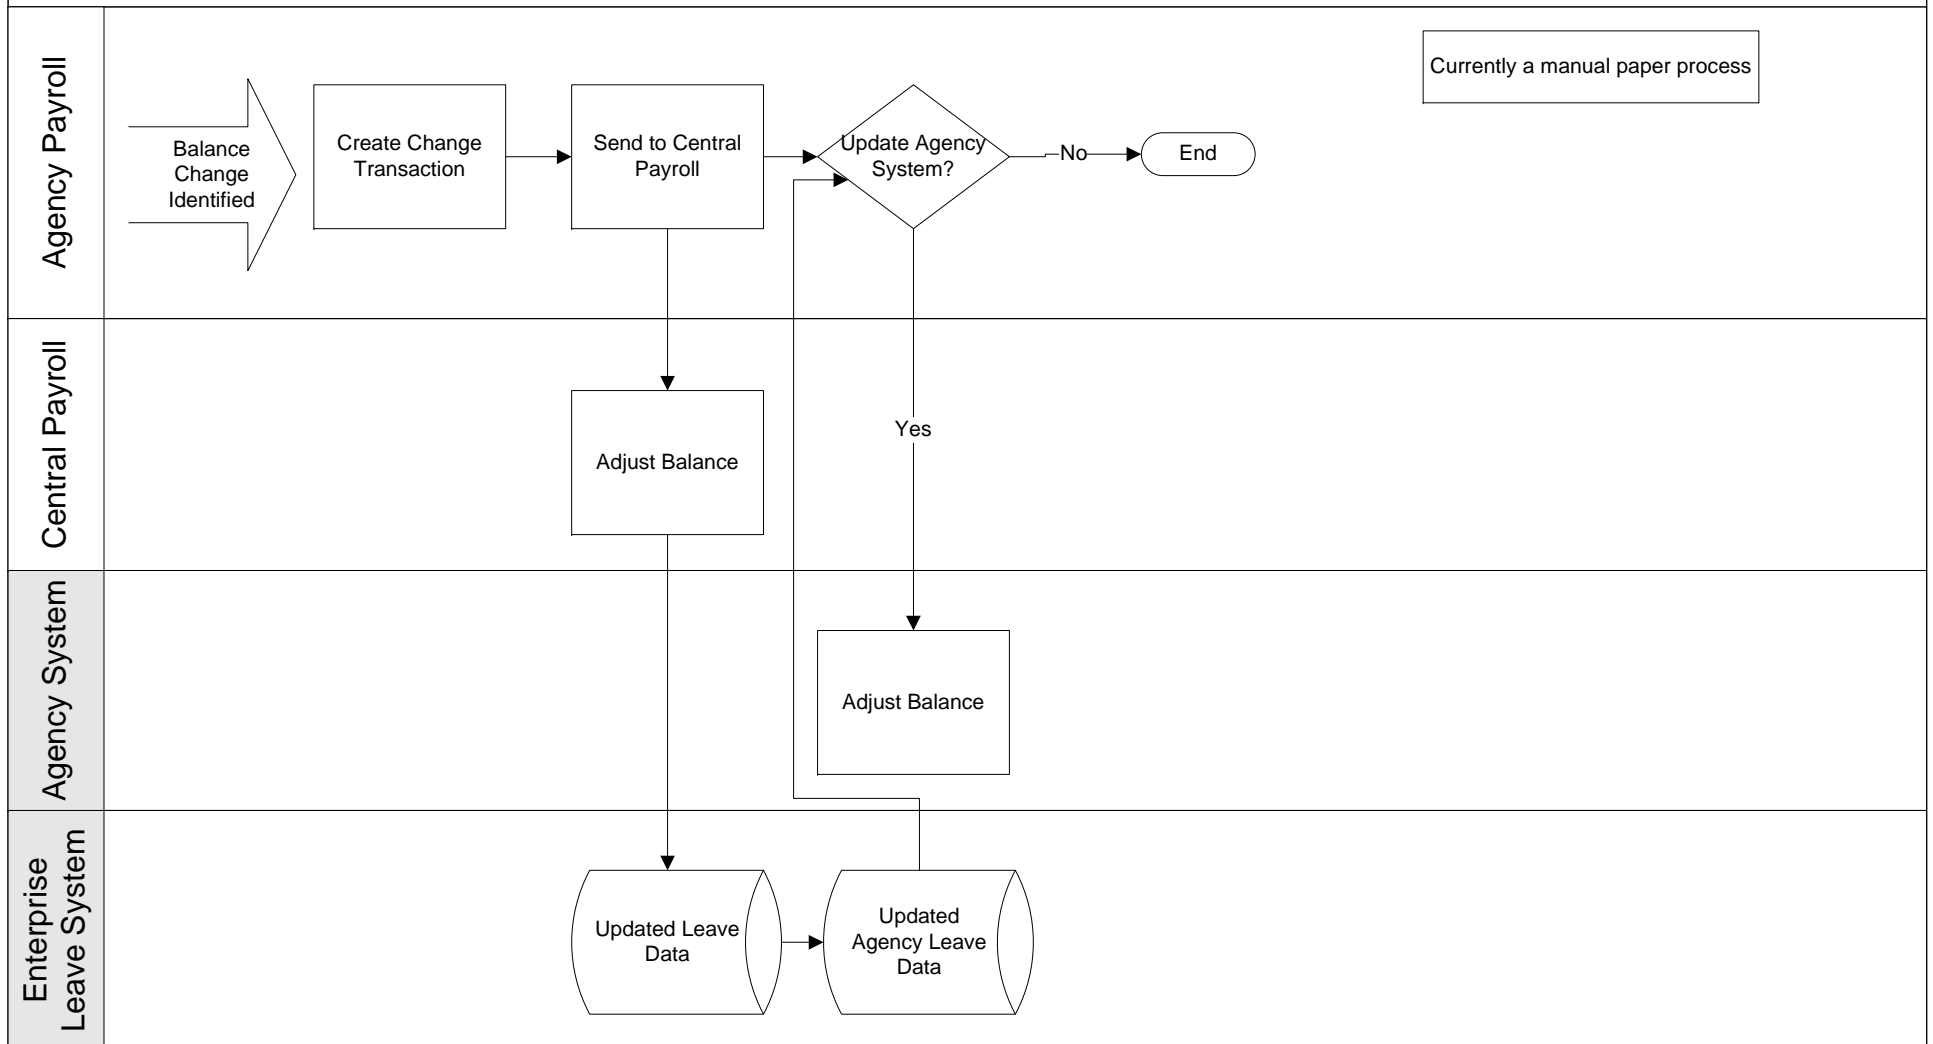 Agency Payroll
Balance
Change
Identified
Create Change
Transaction
Send to Central
Payroll
Update Agency
System?
No
End
Currently a manual paper process
Central Payroll
Adjust Balance
Yes
Agency System
Adjust Balance
Enterprise
Leave System
Updated Leave
Data
Updated
Agency Leave
Data